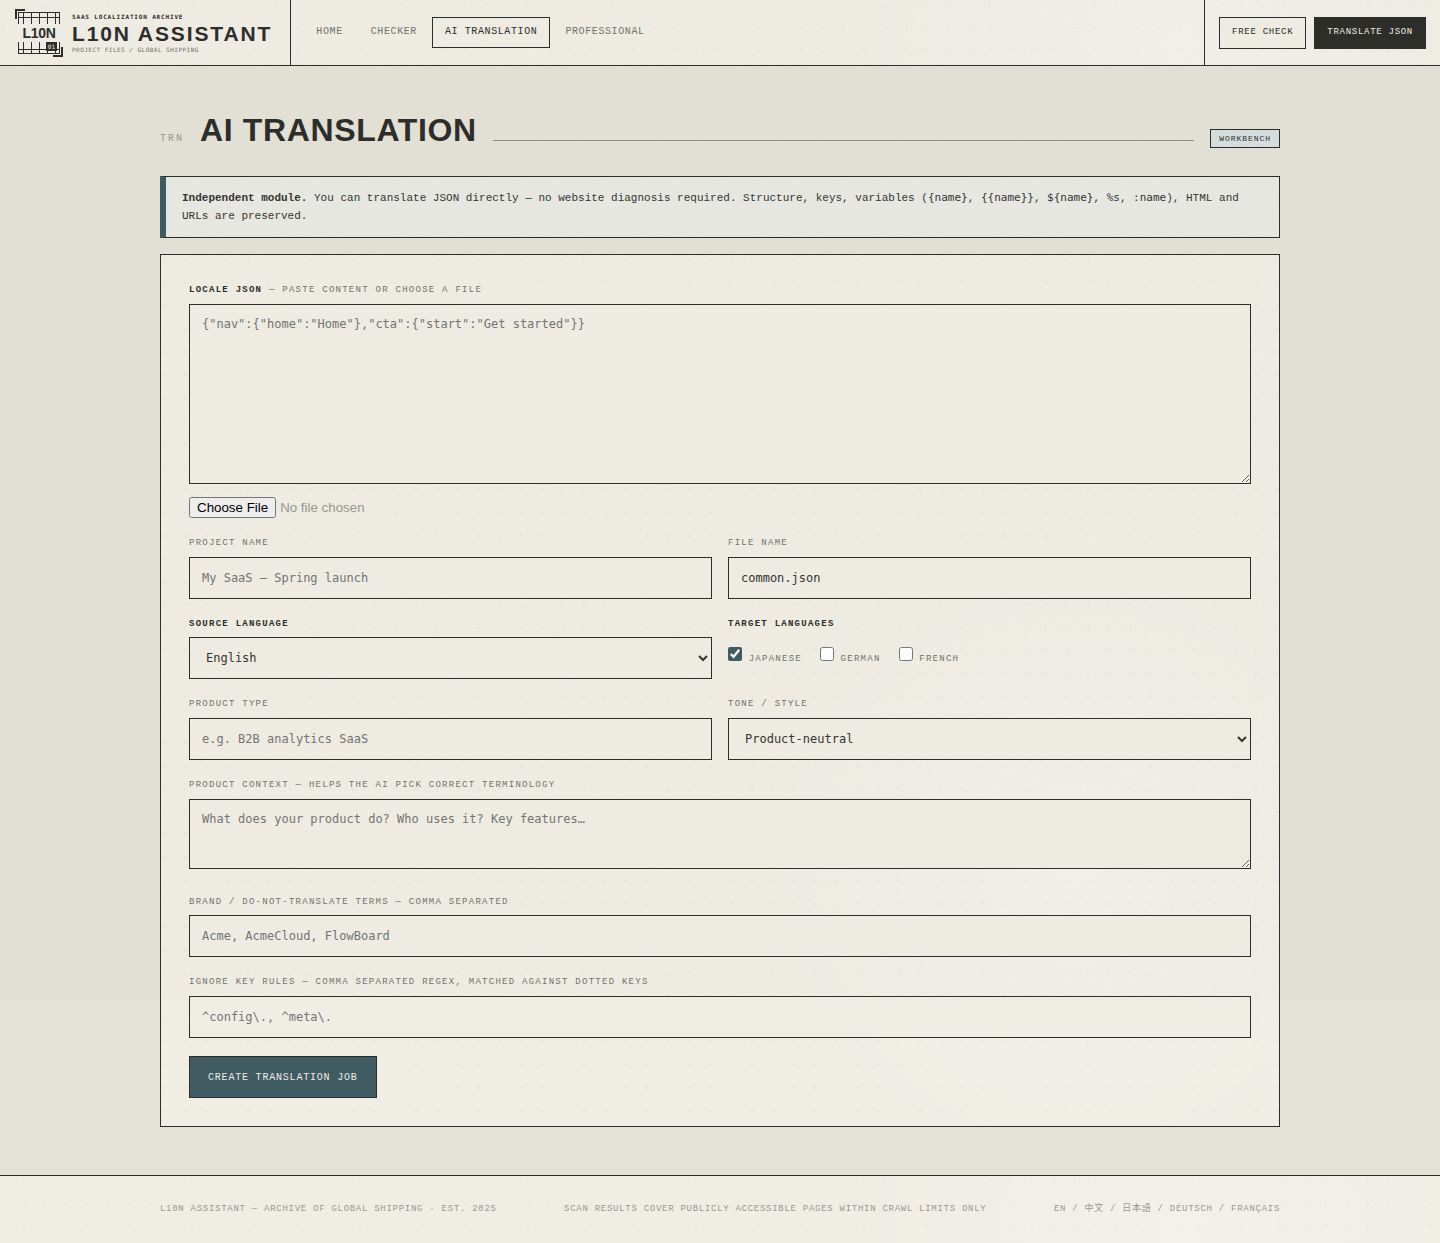 SAAS LOCALIZATION ARCHIVE
L10N
01
L10N ASSISTANT
PROJECT FILES / GLOBAL SHIPPING
HOME CHECKER AI TRANSLATION PROFESSIONAL
FREE CHECK TRANSLATE JSON
TRN AI TRANSLATION WORKBENCH
Independent module. You can translate JSON directly — no website diagnosis required. Structure, keys, variables ({name}, {{name}}, ${name}, %s, :name), HTML and
URLs are preserved.
LOCALE JSON — PASTE CONTENT OR CHOOSE A FILE
{"nav":{"home":"Home"},"cta":{"start":"Get started"}}
Choose File No file chosen
PROJECT NAME FILE NAME
My SaaS — Spring launch common.json
SOURCE LANGUAGE TARGET LANGUAGES
English JAPANESE GERMAN FRENCH
PRODUCT TYPE TONE / STYLE
e.g. B2B analytics SaaS Product-neutral
PRODUCT CONTEXT — HELPS THE AI PICK CORRECT TERMINOLOGY
What does your product do? Who uses it? Key features…
BRAND / DO-NOT-TRANSLATE TERMS — COMMA SEPARATED
Acme, AcmeCloud, FlowBoard
IGNORE KEY RULES — COMMA SEPARATED REGEX, MATCHED AGAINST DOTTED KEYS
^config\., ^meta\.
CREATE TRANSLATION JOB
L10N ASSISTANT — ARCHIVE OF GLOBAL SHIPPING · EST. 2025 SCAN RESULTS COVER PUBLICLY ACCESSIBLE PAGES WITHIN CRAWL LIMITS ONLY EN / 中文 / 日本語 / DEUTSCH / FRANÇAIS